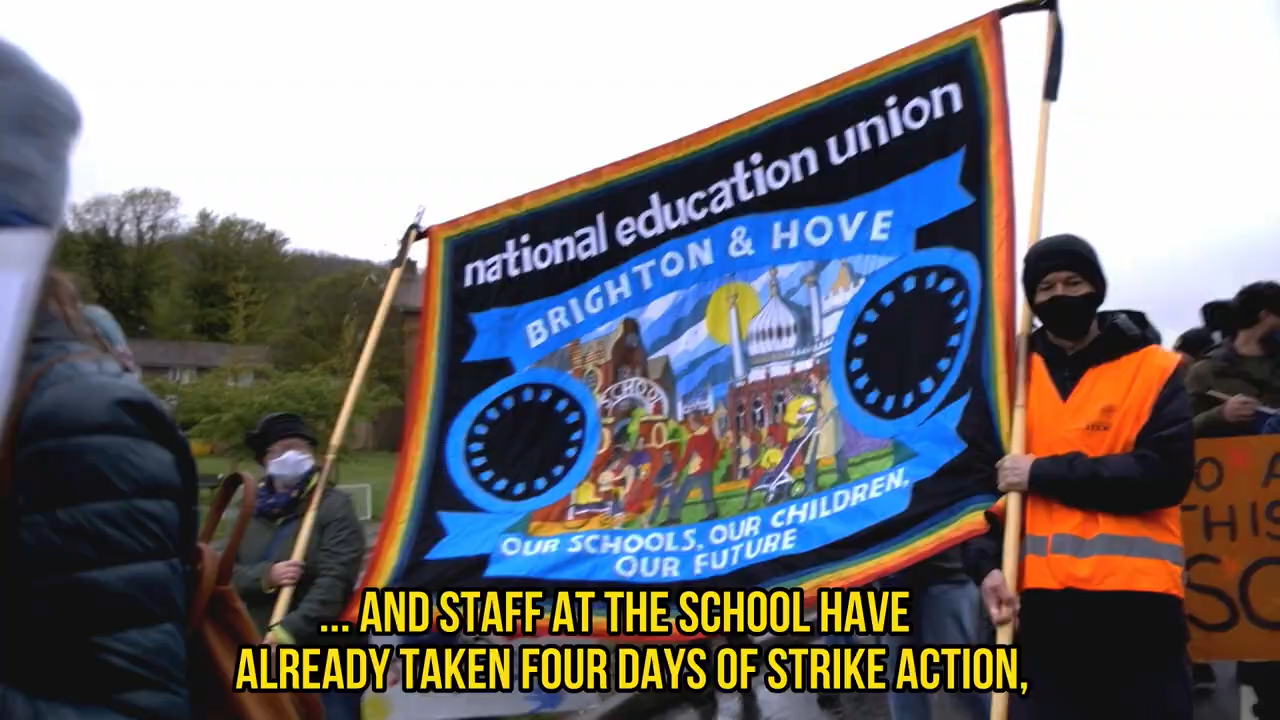 national education union
BRIGHTON & HOVE
SCHOOL
OUR SCHOOLS, OUR CHILDREN,
OUR FUTURE
... AND STAFF AT THE SCHOOL HAVE
ALREADY TAKEN FOUR DAYS OF STRIKE ACTION,